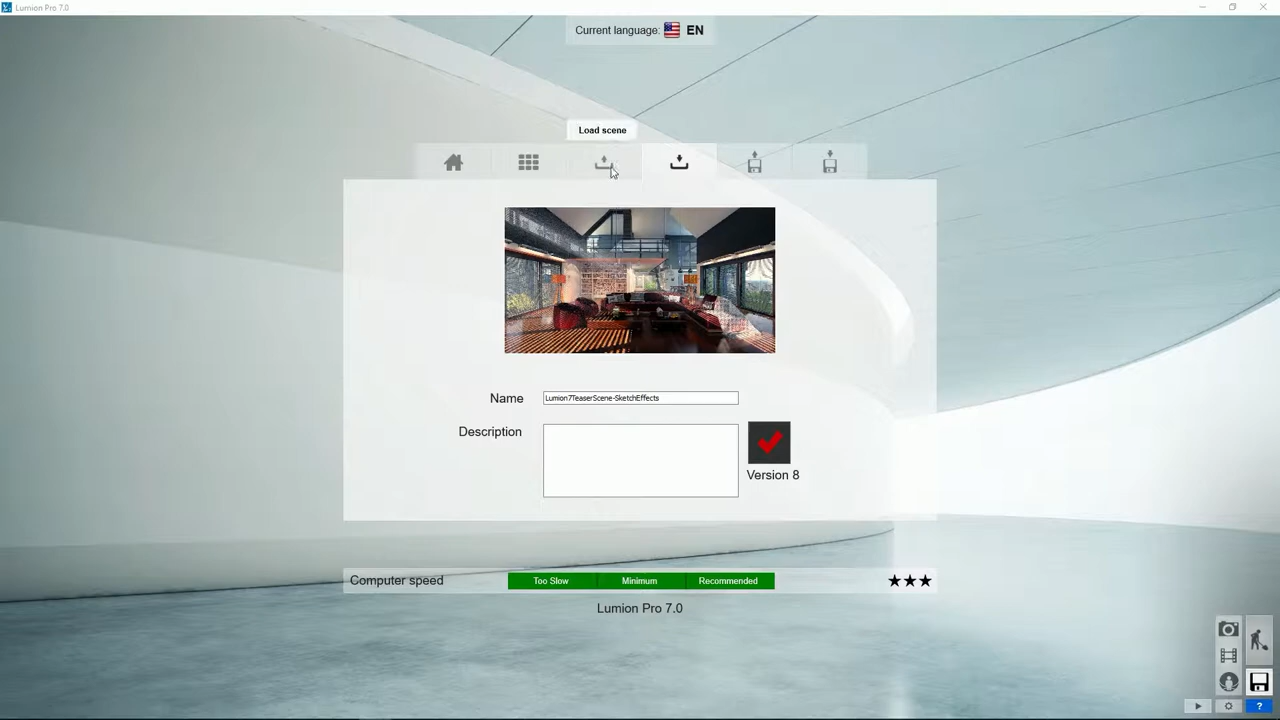 Lumion Pro 7.0
Current language: EN
Load scene
Name
Lumion7TeaserScene-SketchEffects
Description
Version 8
Computer speed
Too Slow
Minimum
Recommended
★★★
Lumion Pro 7.0
?